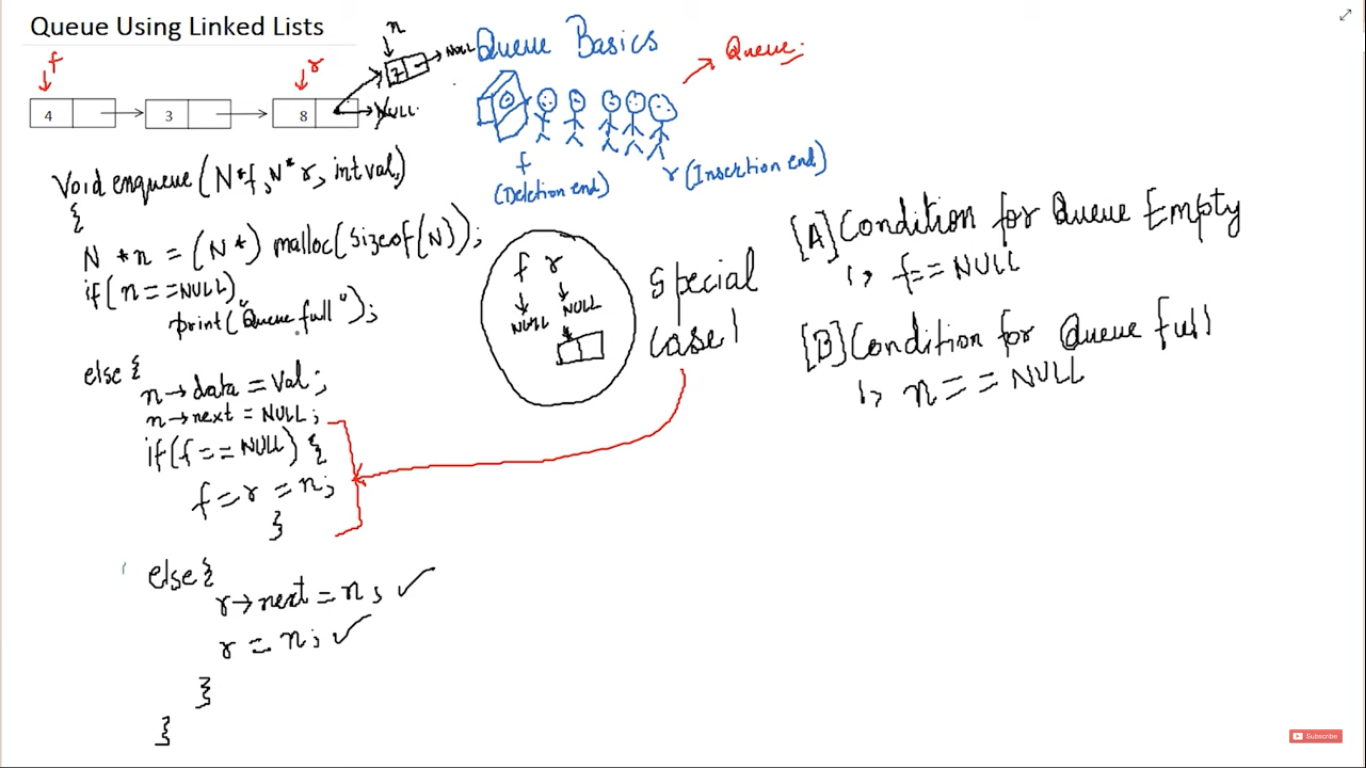 Queue Using Linked Lists
f
r
n
7
NULL
4
3
8
NULL
Queue Basics
Queue
f
(Deletion end)
r (Insertion end)
Void enqueue (N*f, N* r, int val)
{
N *n = (N*) malloc(sizeof(N));
if( n==NULL)
print("Queue full");
else {
n→data = val;
n→next = NULL;
if(f==NULL) {
f=r=n;
}
else{
r→next=n;
r=n;
}
}
f r
NULL NULL
Special
Case 1
[A] Condition for Queue Empty
↳ f==NULL
[B] Condition for Queue full
↳ n==NULL
Subscribe